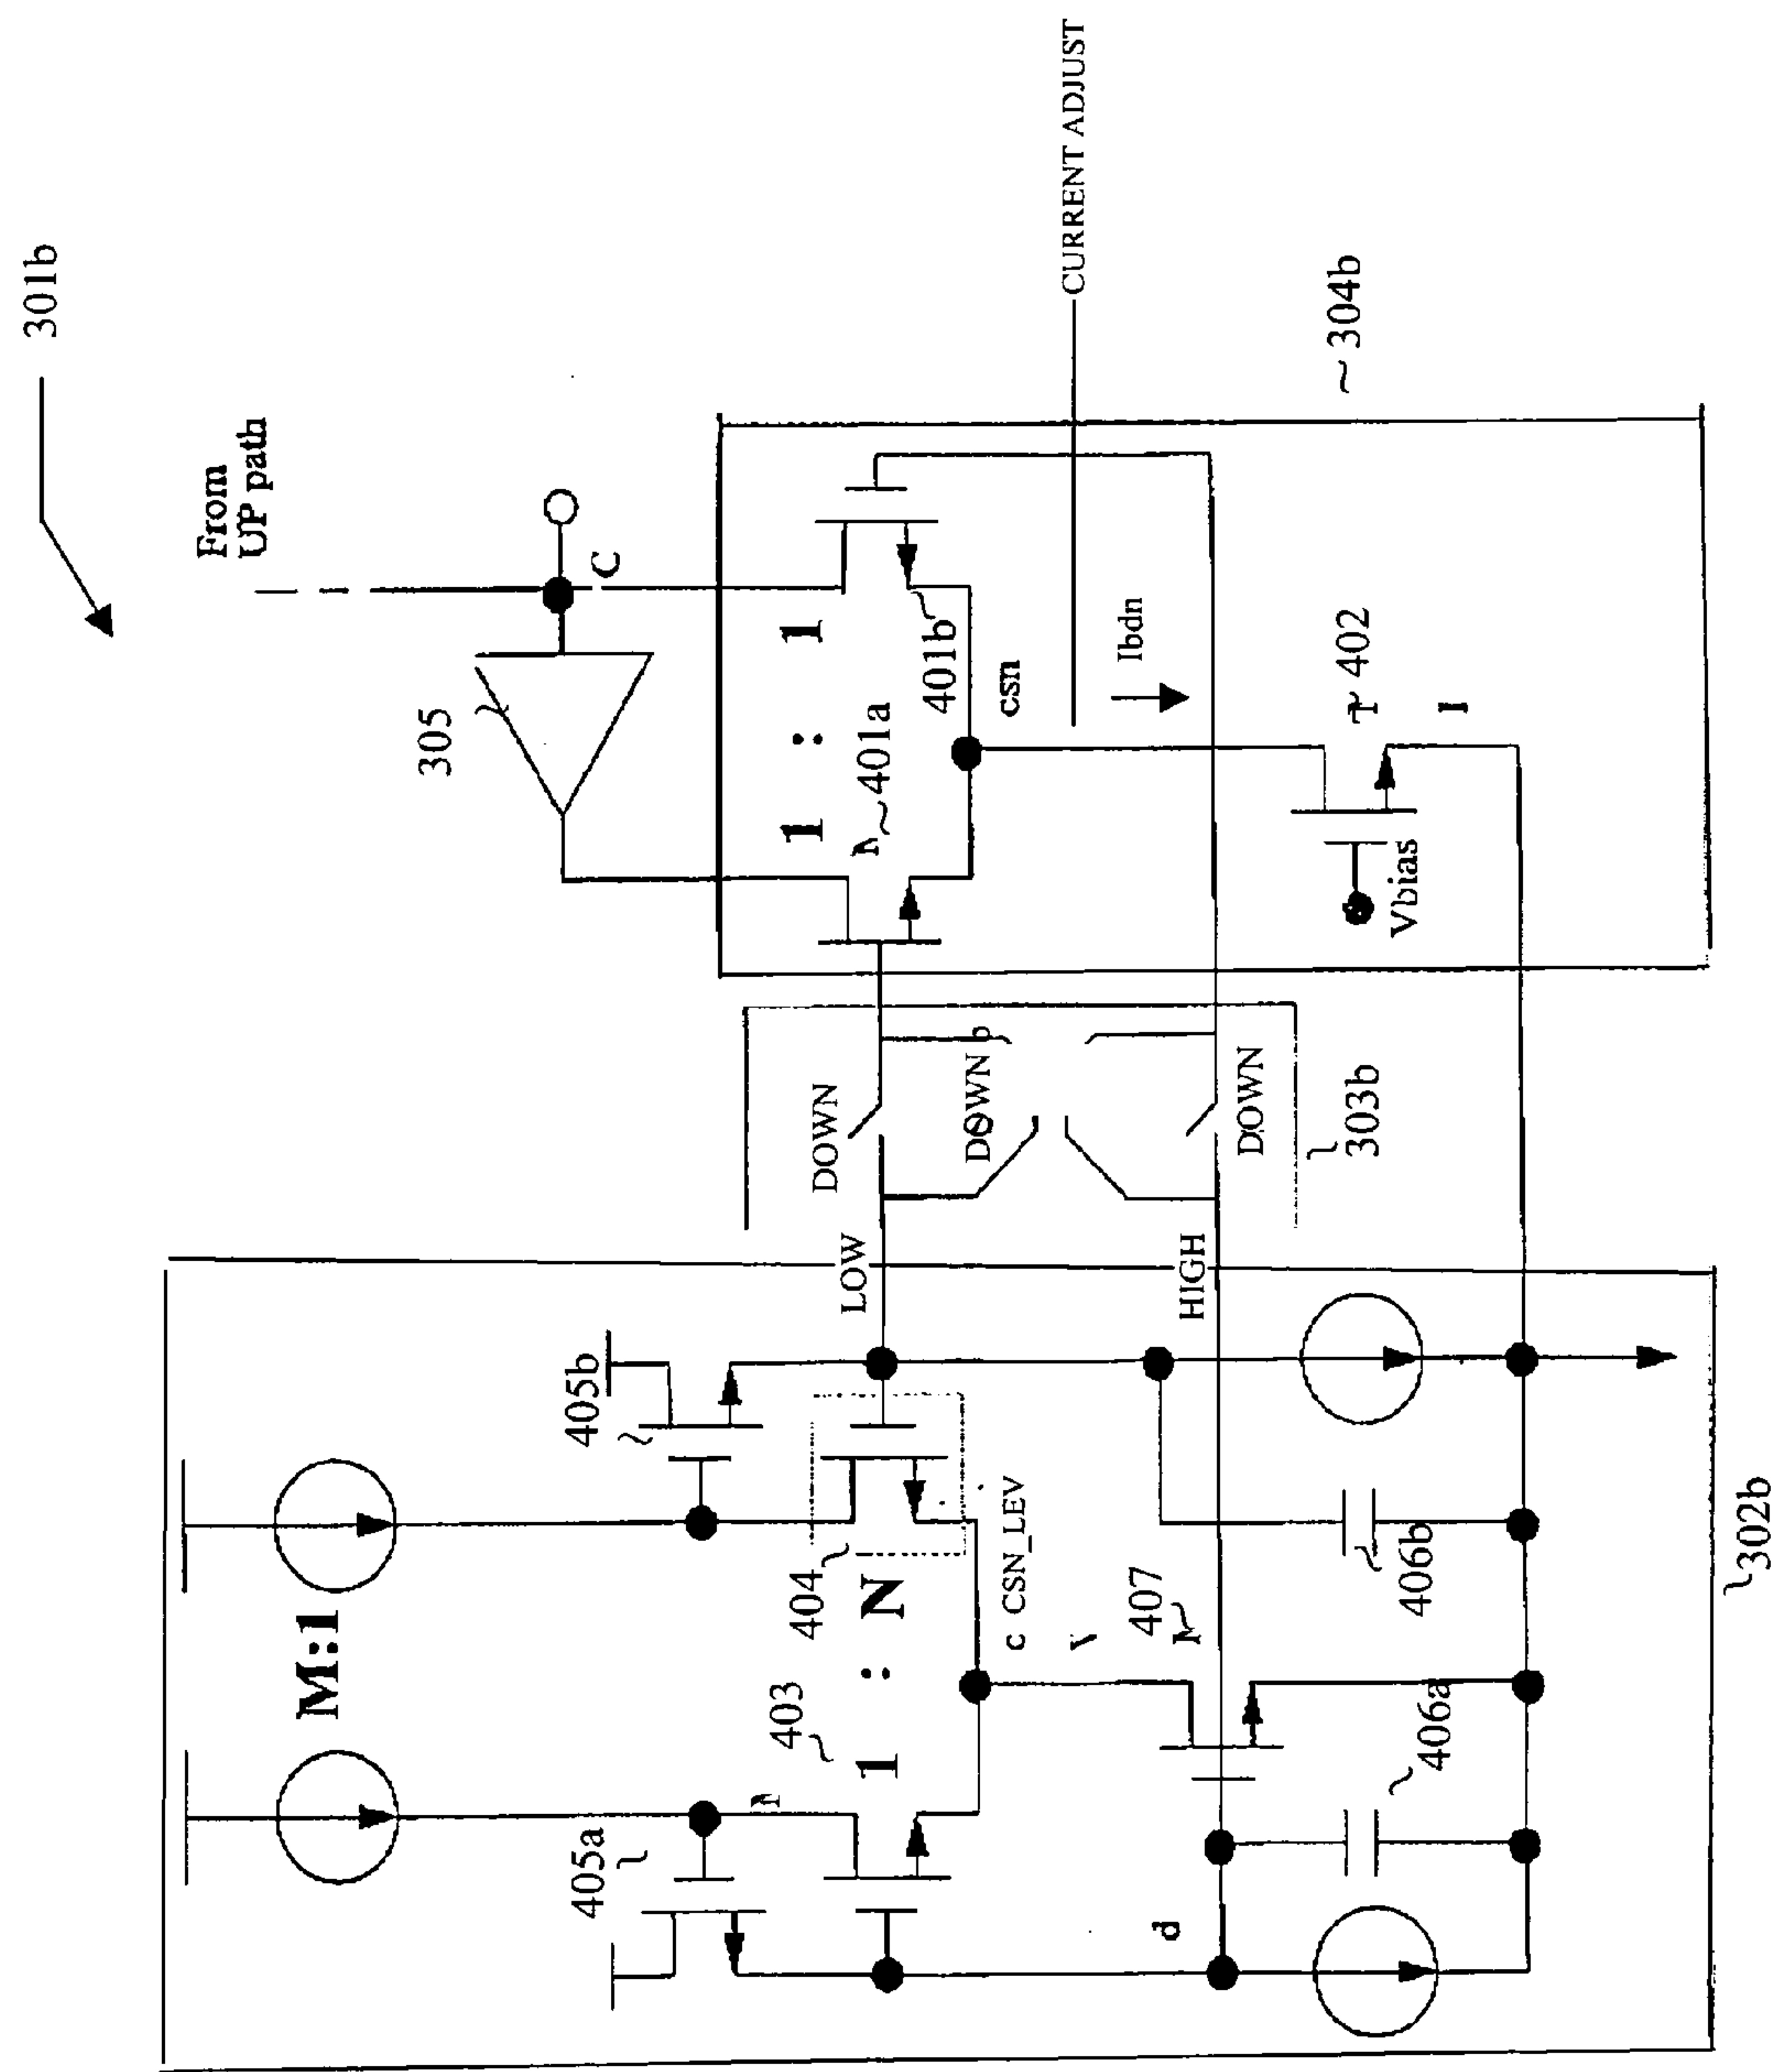 301b
From
UP path
305
C
1 : 1
401a
401b
csn
CURRENT ADJUST
Ibdn
402
Vbias
304b
DOWN
DOWN
b
DOWN
303b
LOW
HIGH
M:1
405a
405b
403
404
1 : N
c CSN_LEV
407
d
406a
406b
302b